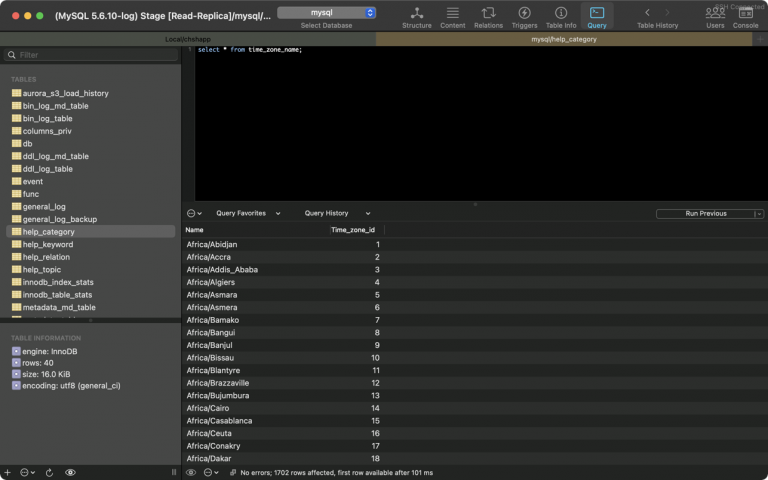 (MySQL 5.6.10-log) Stage [Read-Replica]/mysql/...
mysql
Select Database
Structure
Content
Relations
Triggers
Table Info
Query
Table History
Users
Console
SSH Connected
Local/chshapp
mysql/help_category
Filter
1 select * from time_zone_name;
TABLES
aurora_s3_load_history
bin_log_md_table
bin_log_table
columns_priv
db
ddl_log_md_table
ddl_log_table
event
func
general_log
general_log_backup
help_category
help_keyword
help_relation
help_topic
innodb_index_stats
innodb_table_stats
metadata_md_table
TABLE INFORMATION
engine: InnoDB
rows: 40
size: 16.0 KiB
encoding: utf8 (general_ci)
Query Favorites
Query History
Run Previous
Name Time_zone_id
Africa/Abidjan 1
Africa/Accra 2
Africa/Addis_Ababa 3
Africa/Algiers 4
Africa/Asmara 5
Africa/Asmera 6
Africa/Bamako 7
Africa/Bangui 8
Africa/Banjul 9
Africa/Bissau 10
Africa/Blantyre 11
Africa/Brazzaville 12
Africa/Bujumbura 13
Africa/Cairo 14
Africa/Casablanca 15
Africa/Ceuta 16
Africa/Conakry 17
Africa/Dakar 18
No errors; 1702 rows affected, first row available after 101 ms